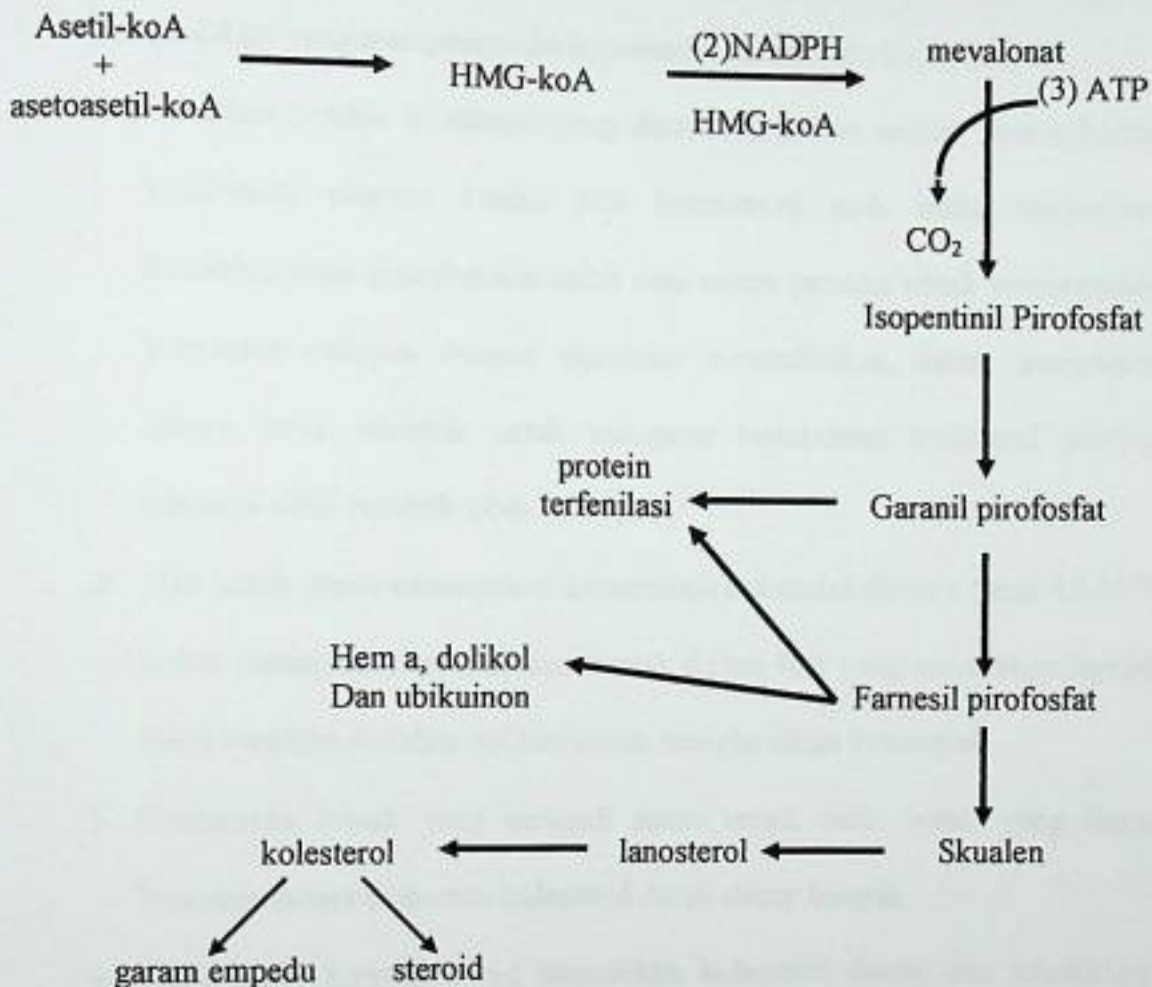 Asetil-koA
+
asetoasetil-koA
HMG-koA
(2)NADPH
HMG-koA
mevalonat
(3) ATP
CO₂
Isopentinil Pirofosfat
Garanil pirofosfat
protein
terfenilasi
Farnesil pirofosfat
Hem a, dolikol
Dan ubikuinon
Skualen
lanosterol
kolesterol
garam empedu
steroid